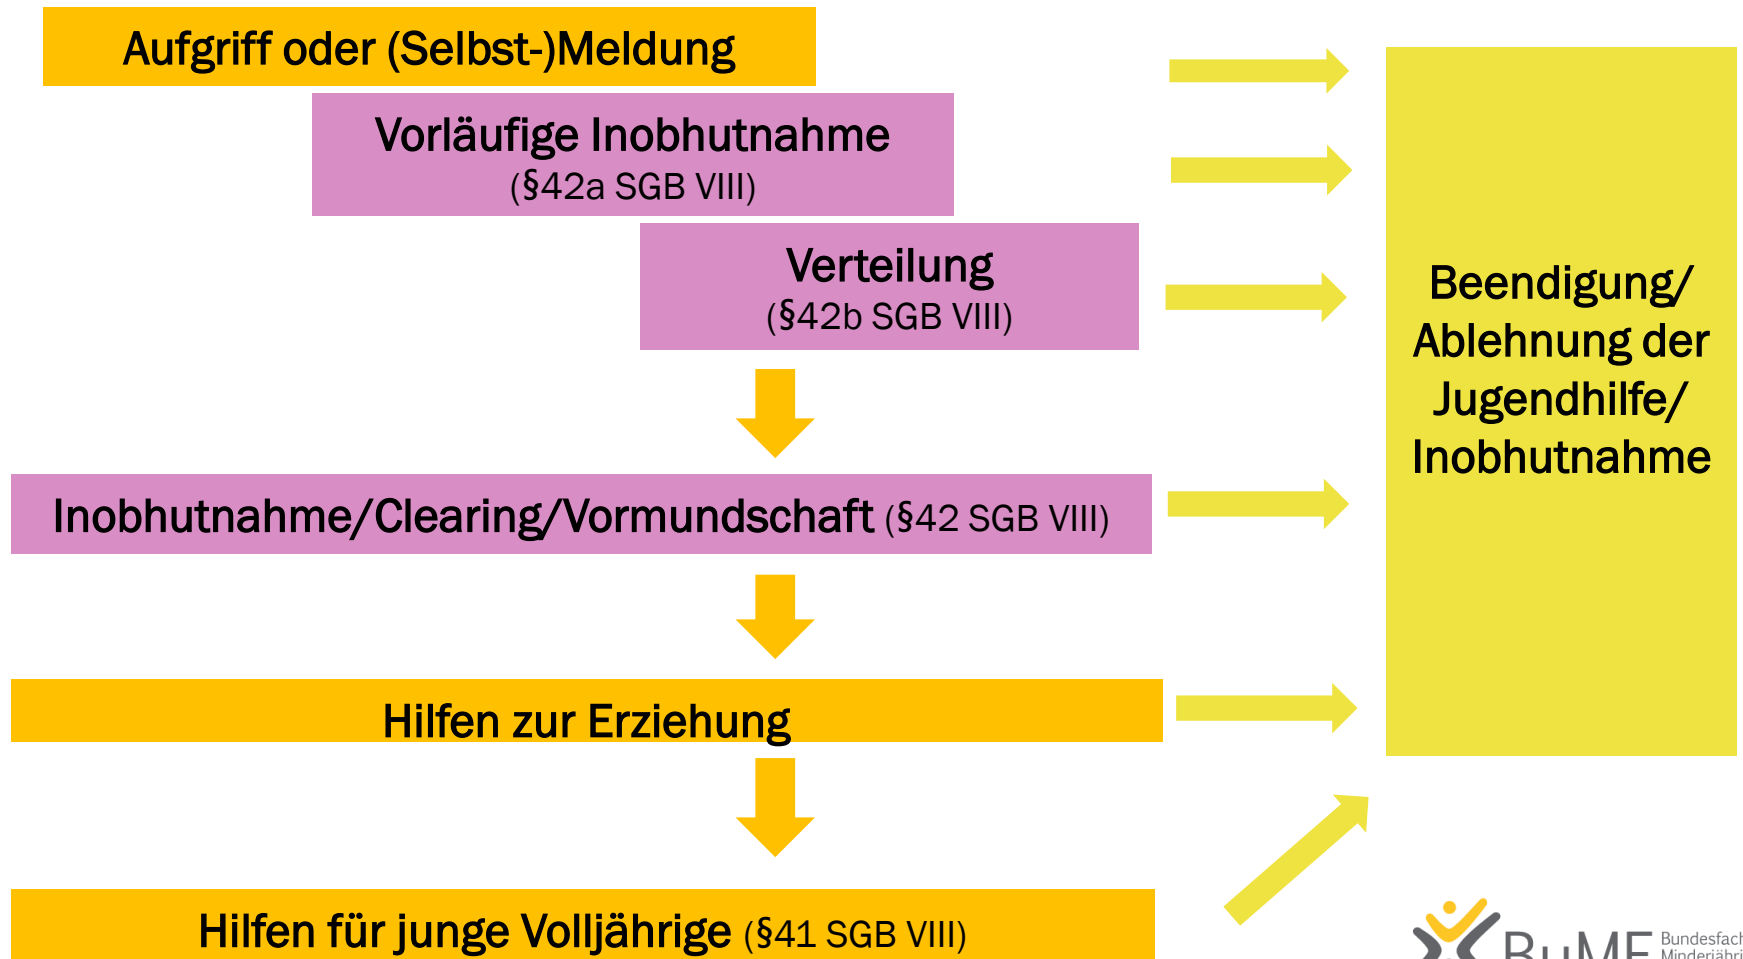 Aufgriff oder (Selbst-)Meldung
Vorläufige Inobhutnahme
(§42a SGB VIII)
Verteilung
(§42b SGB VIII)
Beendigung/
Ablehnung der
Jugendhilfe/
Inobhutnahme
Inobhutnahme/Clearing/Vormundschaft (§42 SGB VIII)
Hilfen zur Erziehung
Hilfen für junge Volljährige (§41 SGB VIII)
BuMF